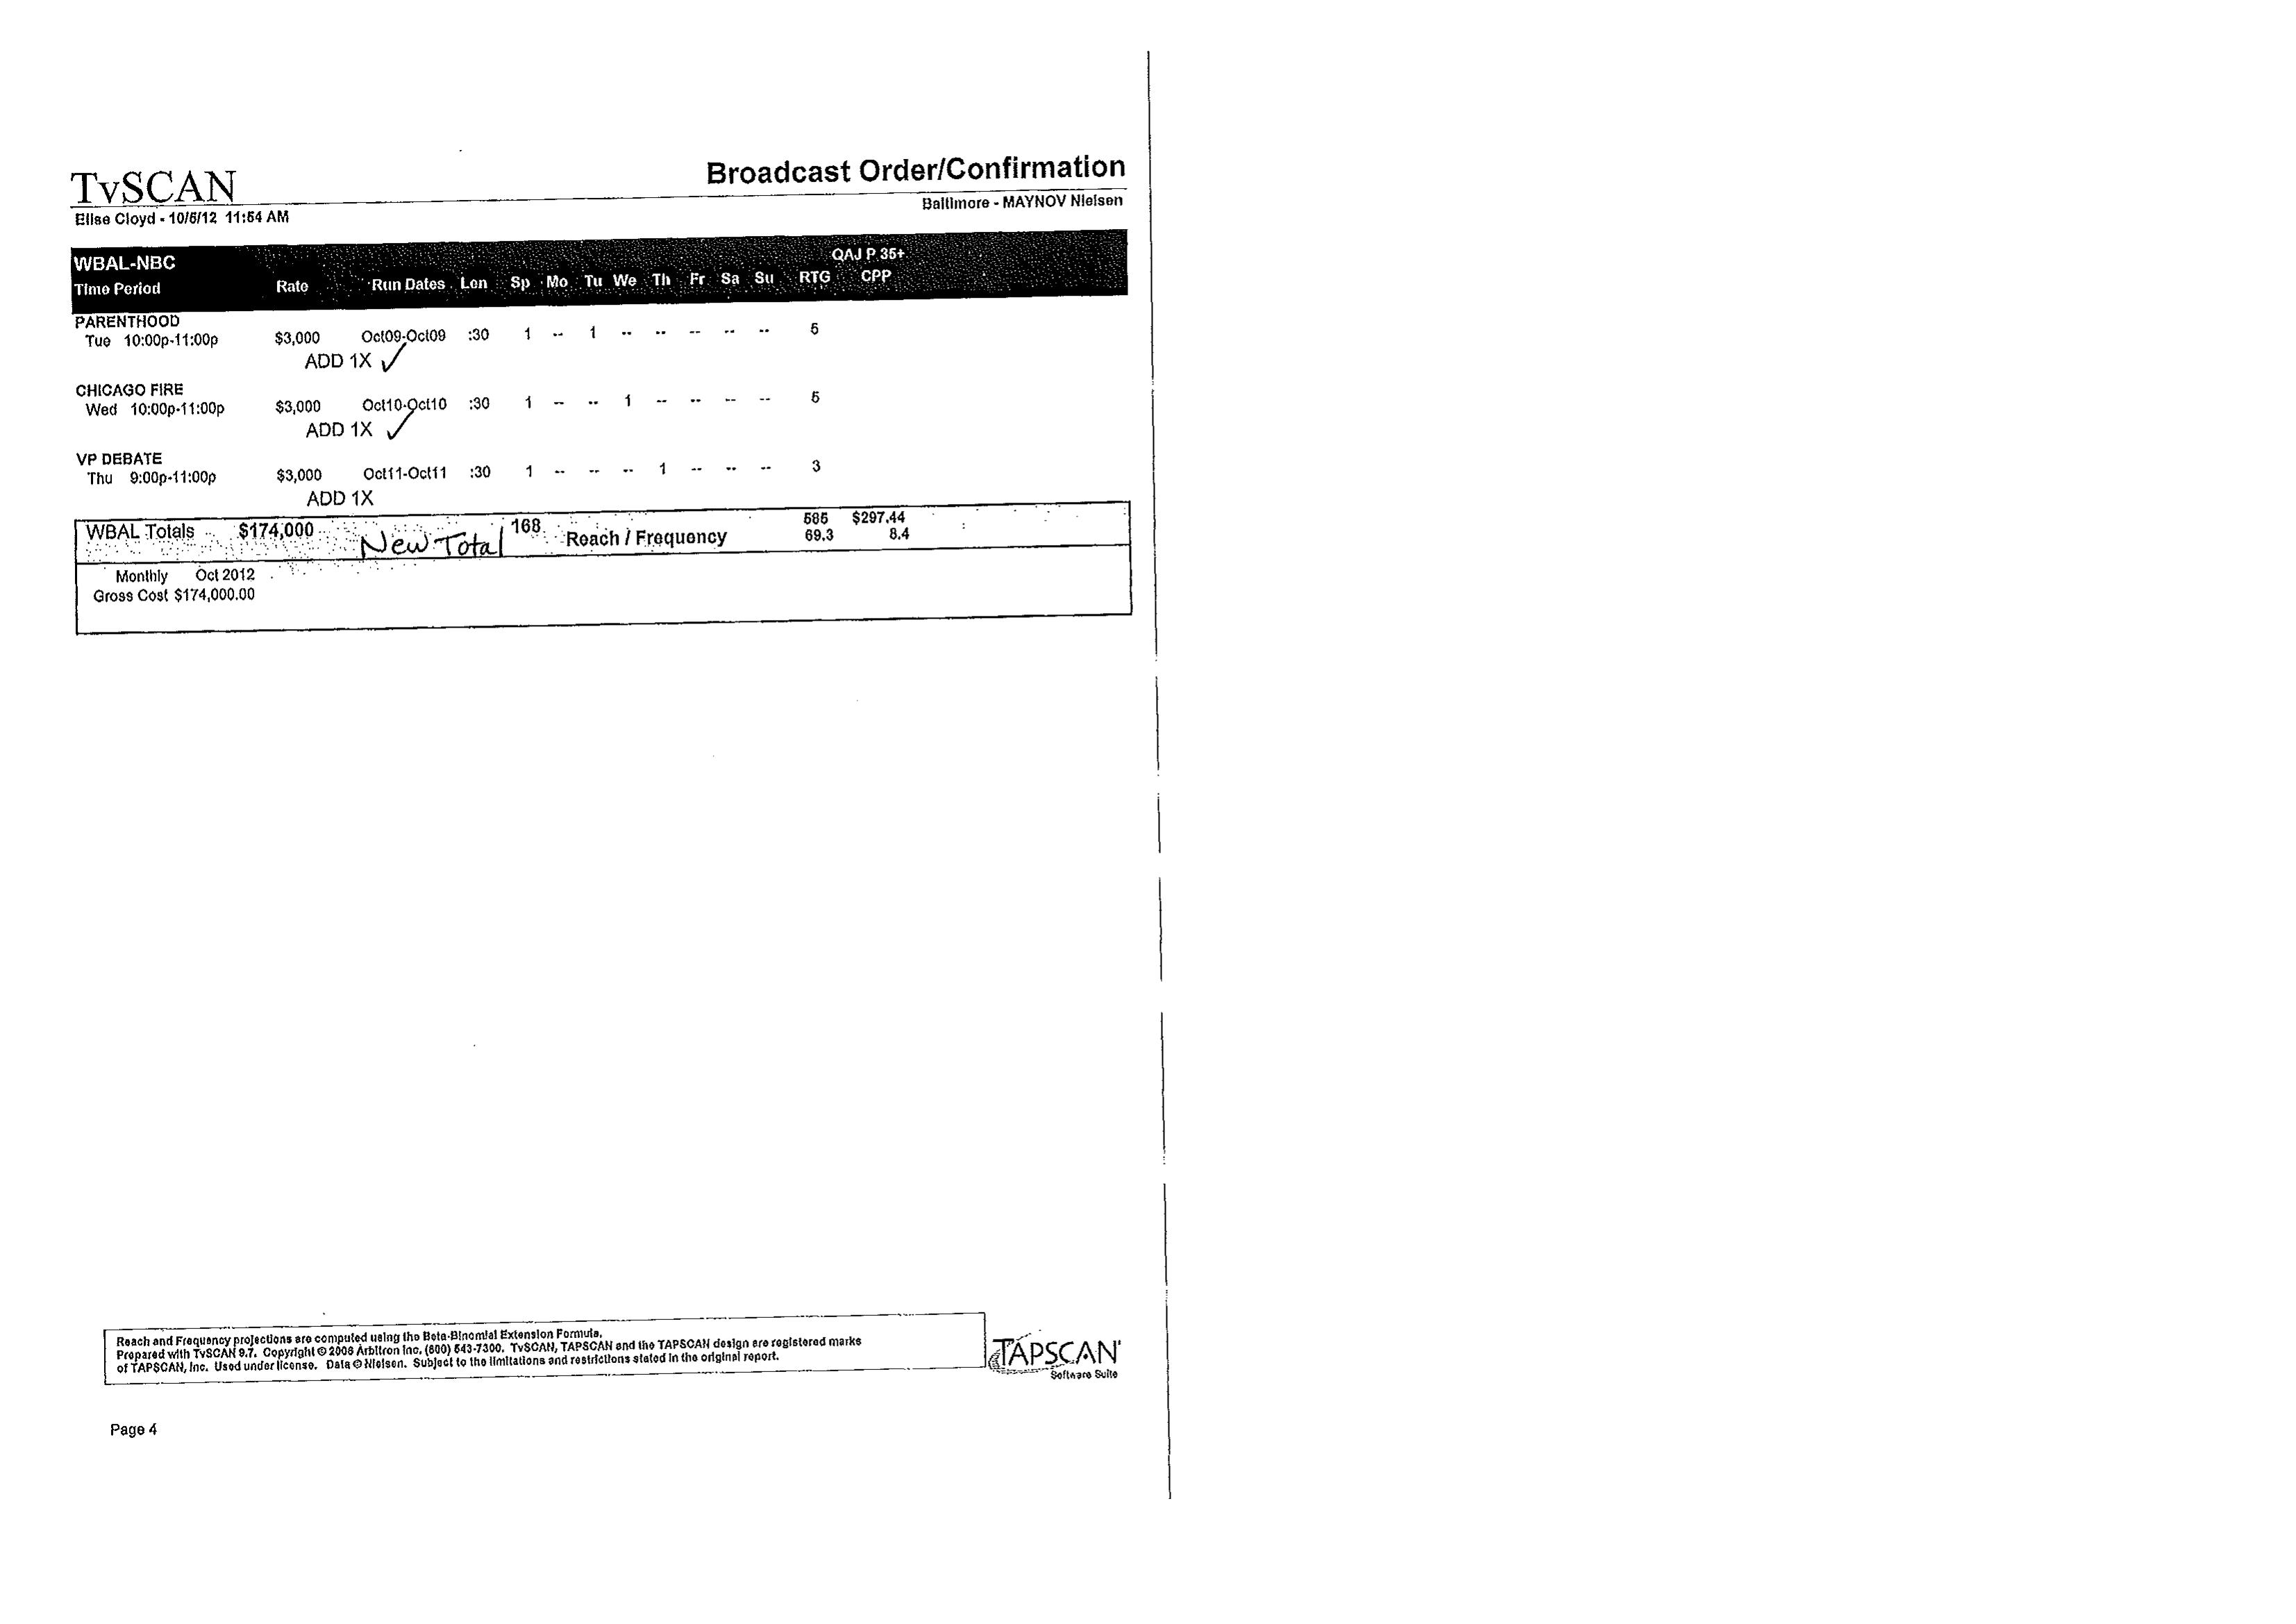 TvSCAN
Broadcast Order/Confirmation
Elise Cloyd - 10/5/12 11:54 AM
Baltimore - MAYNOV Nielsen
WBAL-NBC QAJ P 35+
Time Period Rate Run Dates Len Sp Mo Tu We Th Fr Sa Su RTG CPP
PARENTHOOD
Tue 10:00p-11:00p $3,000 Oct09-Oct09 :30 1 -- 1 -- -- -- -- -- 5
ADD 1X ✓
CHICAGO FIRE
Wed 10:00p-11:00p $3,000 Oct10-Oct10 :30 1 -- -- 1 -- -- -- -- 5
ADD 1X ✓
VP DEBATE
Thu 9:00p-11:00p $3,000 Oct11-Oct11 :30 1 -- -- -- 1 -- -- -- 3
ADD 1X
WBAL Totals $174,000 New Total 168 585 $297.44
Reach / Frequency 69.3 8.4
Monthly Oct 2012
Gross Cost $174,000.00
Reach and Frequency projections are computed using the Beta-Binomial Extension Formula.
Prepared with TvSCAN 9.7. Copyright © 2008 Arbitron Inc. (800) 543-7300. TvSCAN, TAPSCAN and the TAPSCAN design are registered marks
of TAPSCAN, Inc. Used under license. Data © Nielsen. Subject to the limitations and restrictions stated in the original report.
TAPSCAN
Software Suite
Page 4